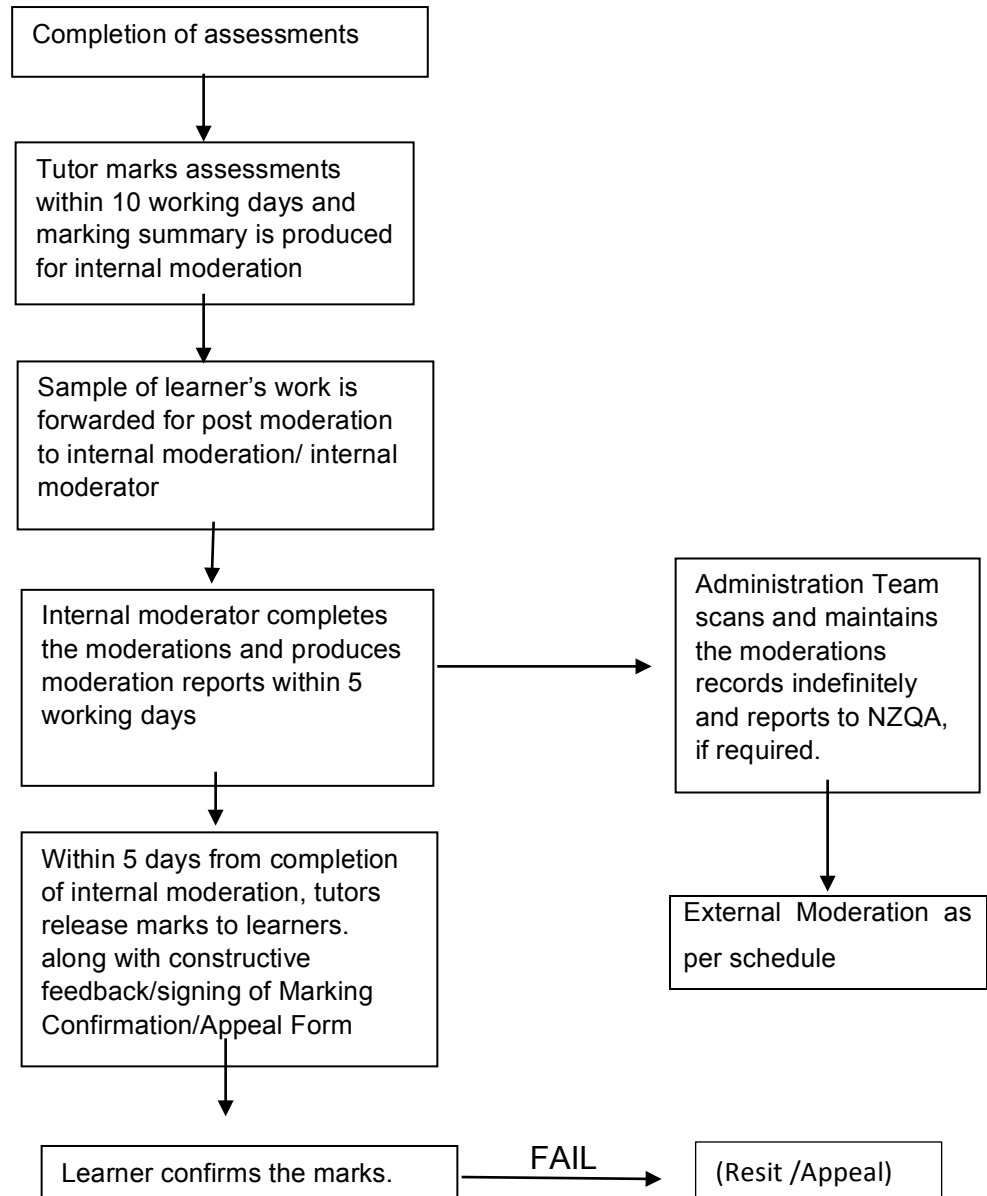 Completion of assessments
Tutor marks assessments
within 10 working days and
marking summary is produced
for internal moderation
Sample of learner’s work is
forwarded for post moderation
to internal moderation/ internal
moderator
Internal moderator completes
the moderations and produces
moderation reports within 5
working days
Administration Team
scans and maintains
the moderations
records indefinitely
and reports to NZQA,
if required.
Within 5 days from completion
of internal moderation, tutors
release marks to learners.
along with constructive
feedback/signing of Marking
Confirmation/Appeal Form
External Moderation as
per schedule
Learner confirms the marks.
FAIL
(Resit /Appeal)